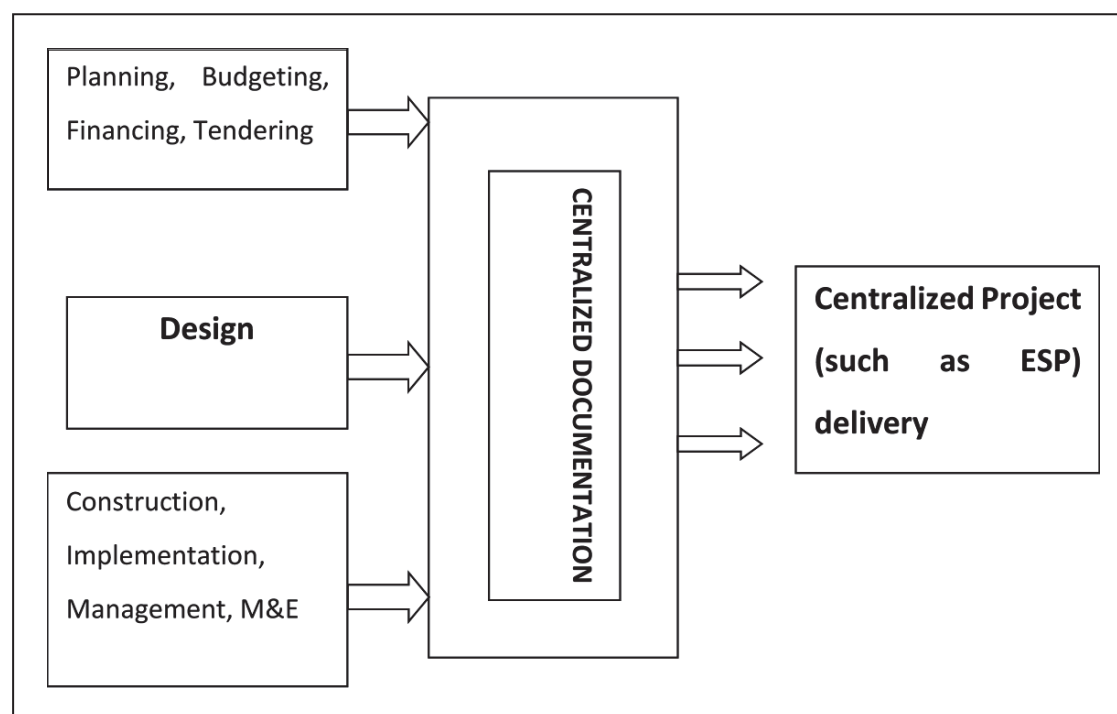 Planning, Budgeting,
Financing, Tendering
Design
Construction,
Implementation,
Management, M&E
CENTRALIZED DOCUMENTATION
Centralized Project
(such as ESP)
delivery